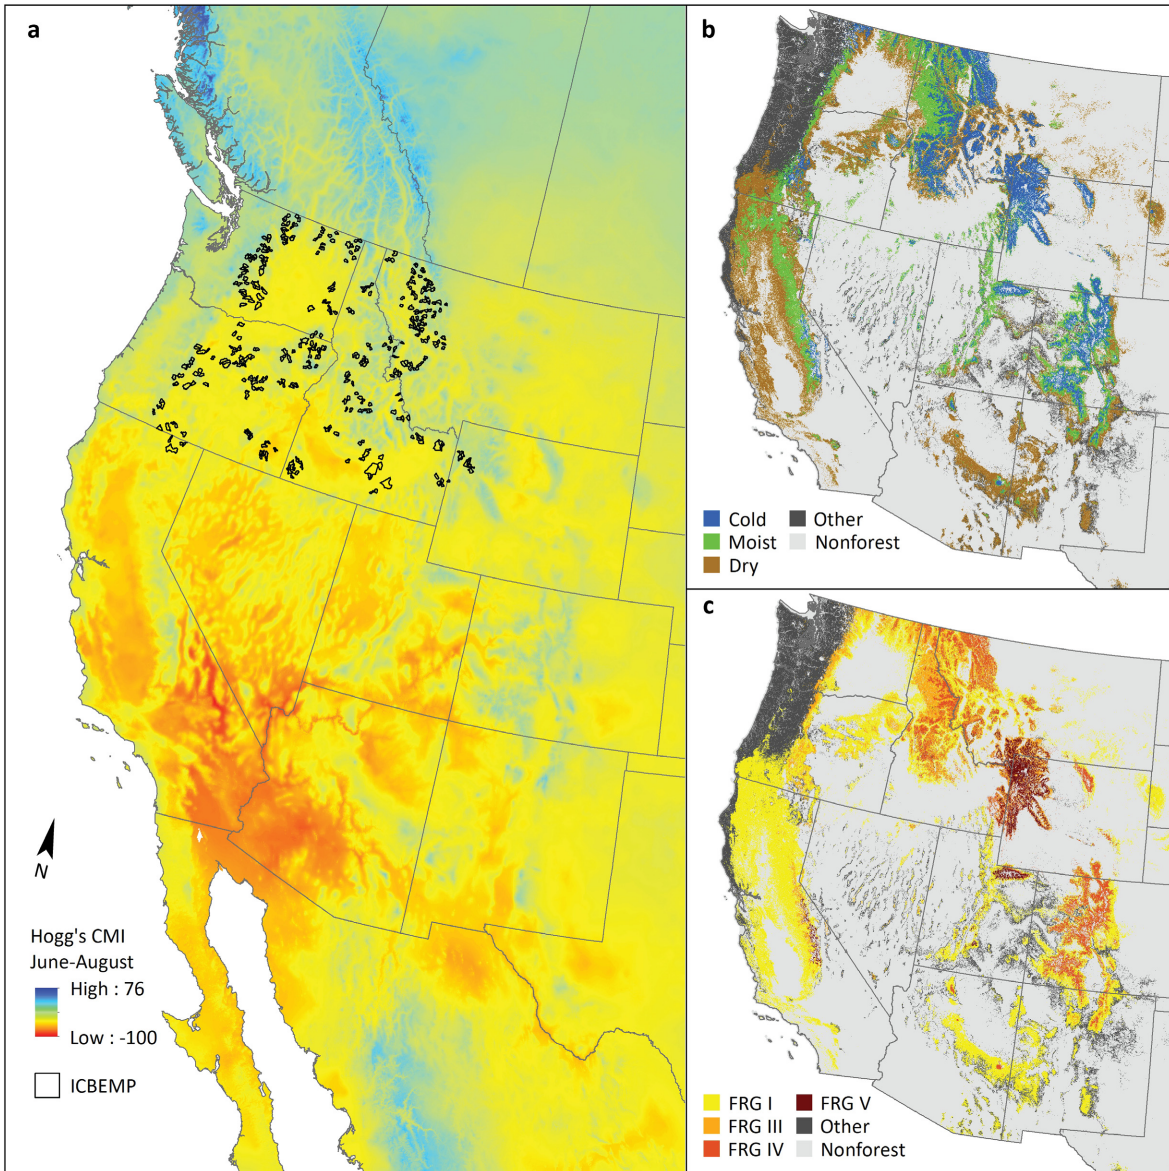 a
N
Hogg's CMI
June-August
High : 76
Low : -100
ICBEMP
b
Cold
Other
Moist
Nonforest
Dry
c
FRG I
FRG V
FRG III
Other
FRG IV
Nonforest